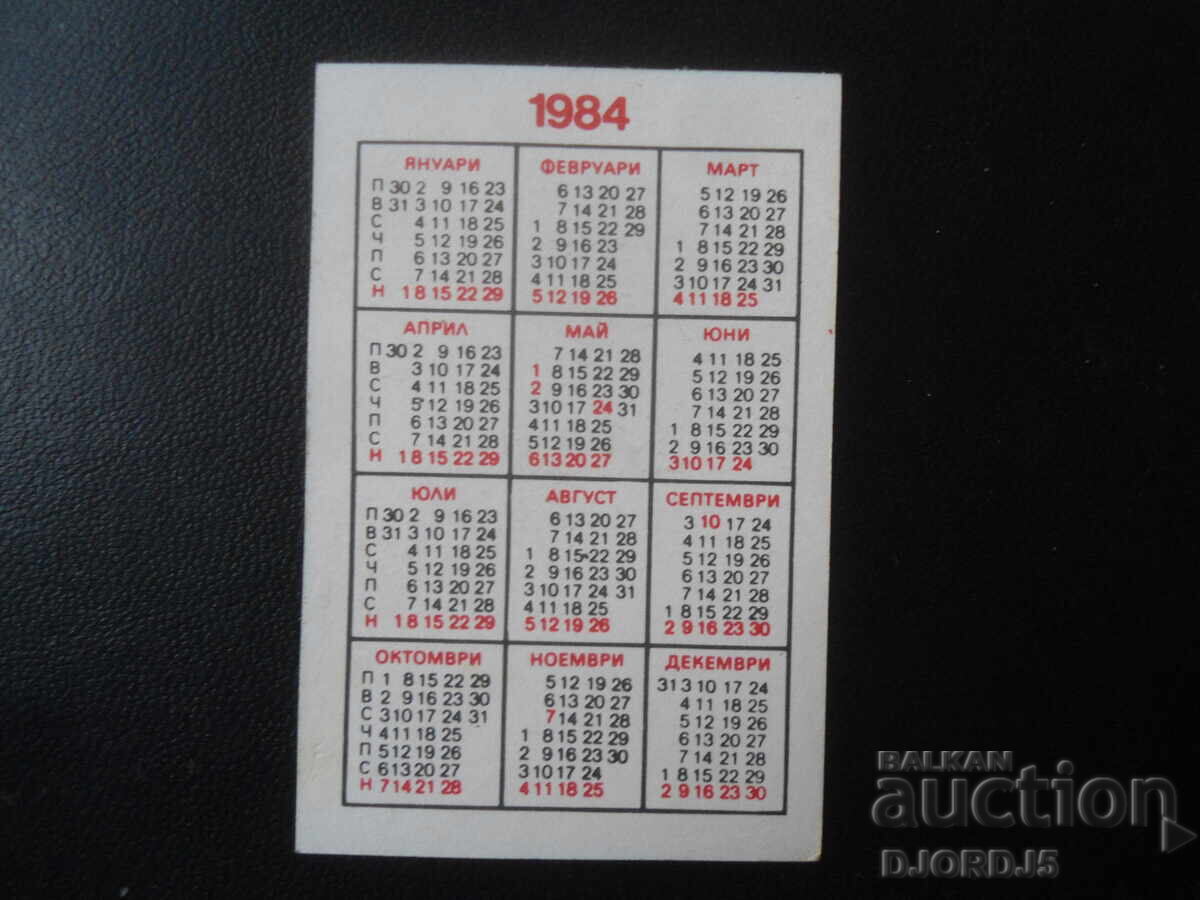 1984
ЯНУАРИ
П 30 2 9 16 23
В 31 3 10 17 24
С 4 11 18 25
Ч 5 12 19 26
П 6 13 20 27
С 7 14 21 28
Н 1 8 15 22 29
ФЕВРУАРИ
6 13 20 27
7 14 21 28
1 8 15 22 29
2 9 16 23
3 10 17 24
4 11 18 25
5 12 19 26
МАРТ
5 12 19 26
6 13 20 27
7 14 21 28
1 8 15 22 29
2 9 16 23 30
3 10 17 24 31
4 11 18 25
АПРИЛ
П 30 2 9 16 23
В 3 10 17 24
С 4 11 18 25
Ч 5 12 19 26
П 6 13 20 27
С 7 14 21 28
Н 1 8 15 22 29
МАЙ
7 14 21 28
1 8 15 22 29
2 9 16 23 30
3 10 17 24 31
4 11 18 25
5 12 19 26
6 13 20 27
ЮНИ
4 11 18 25
5 12 19 26
6 13 20 27
7 14 21 28
1 8 15 22 29
2 9 16 23 30
3 10 17 24
ЮЛИ
П 30 2 9 16 23
В 31 3 10 17 24
С 4 11 18 25
Ч 5 12 19 26
П 6 13 20 27
С 7 14 21 28
Н 1 8 15 22 29
АВГУСТ
6 13 20 27
7 14 21 28
1 8 15 22 29
2 9 16 23 30
3 10 17 24 31
4 11 18 25
5 12 19 26
СЕПТЕМВРИ
3 10 17 24
4 11 18 25
5 12 19 26
6 13 20 27
7 14 21 28
1 8 15 22 29
2 9 16 23 30
ОКТОМВРИ
П 1 8 15 22 29
В 2 9 16 23 30
С 3 10 17 24 31
Ч 4 11 18 25
П 5 12 19 26
С 6 13 20 27
Н 7 14 21 28
НОЕМВРИ
5 12 19 26
6 13 20 27
7 14 21 28
1 8 15 22 29
2 9 16 23 30
3 10 17 24
4 11 18 25
ДЕКЕМВРИ
31 3 10 17 24
4 11 18 25
5 12 19 26
6 13 20 27
7 14 21 28
1 8 15 22 29
2 9 16 23 30
BALKAN
auction
DJORDJ5